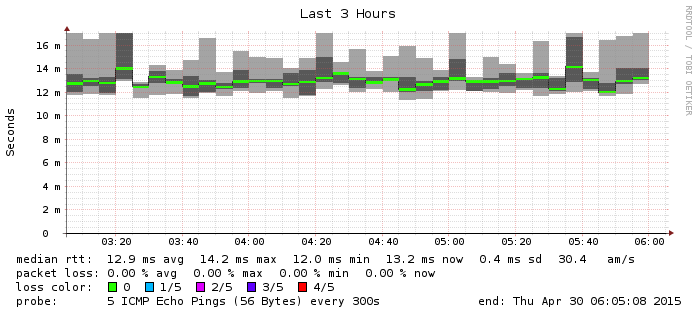 Last 3 Hours
RRDTOOL / TOBI OETIKER
Seconds
16 m
14 m
12 m
10 m
8 m
6 m
4 m
2 m
0
03:20 03:40 04:00 04:20 04:40 05:00 05:20 05:40 06:00
median rtt: 12.9 ms avg 14.2 ms max 12.0 ms min 13.2 ms now 0.4 ms sd 30.4 am/s
packet loss: 0.00 % avg 0.00 % max 0.00 % min 0.00 % now
loss color: 0 1/5 2/5 3/5 4/5
probe: 5 ICMP Echo Pings (56 Bytes) every 300s end: Thu Apr 30 06:05:08 2015